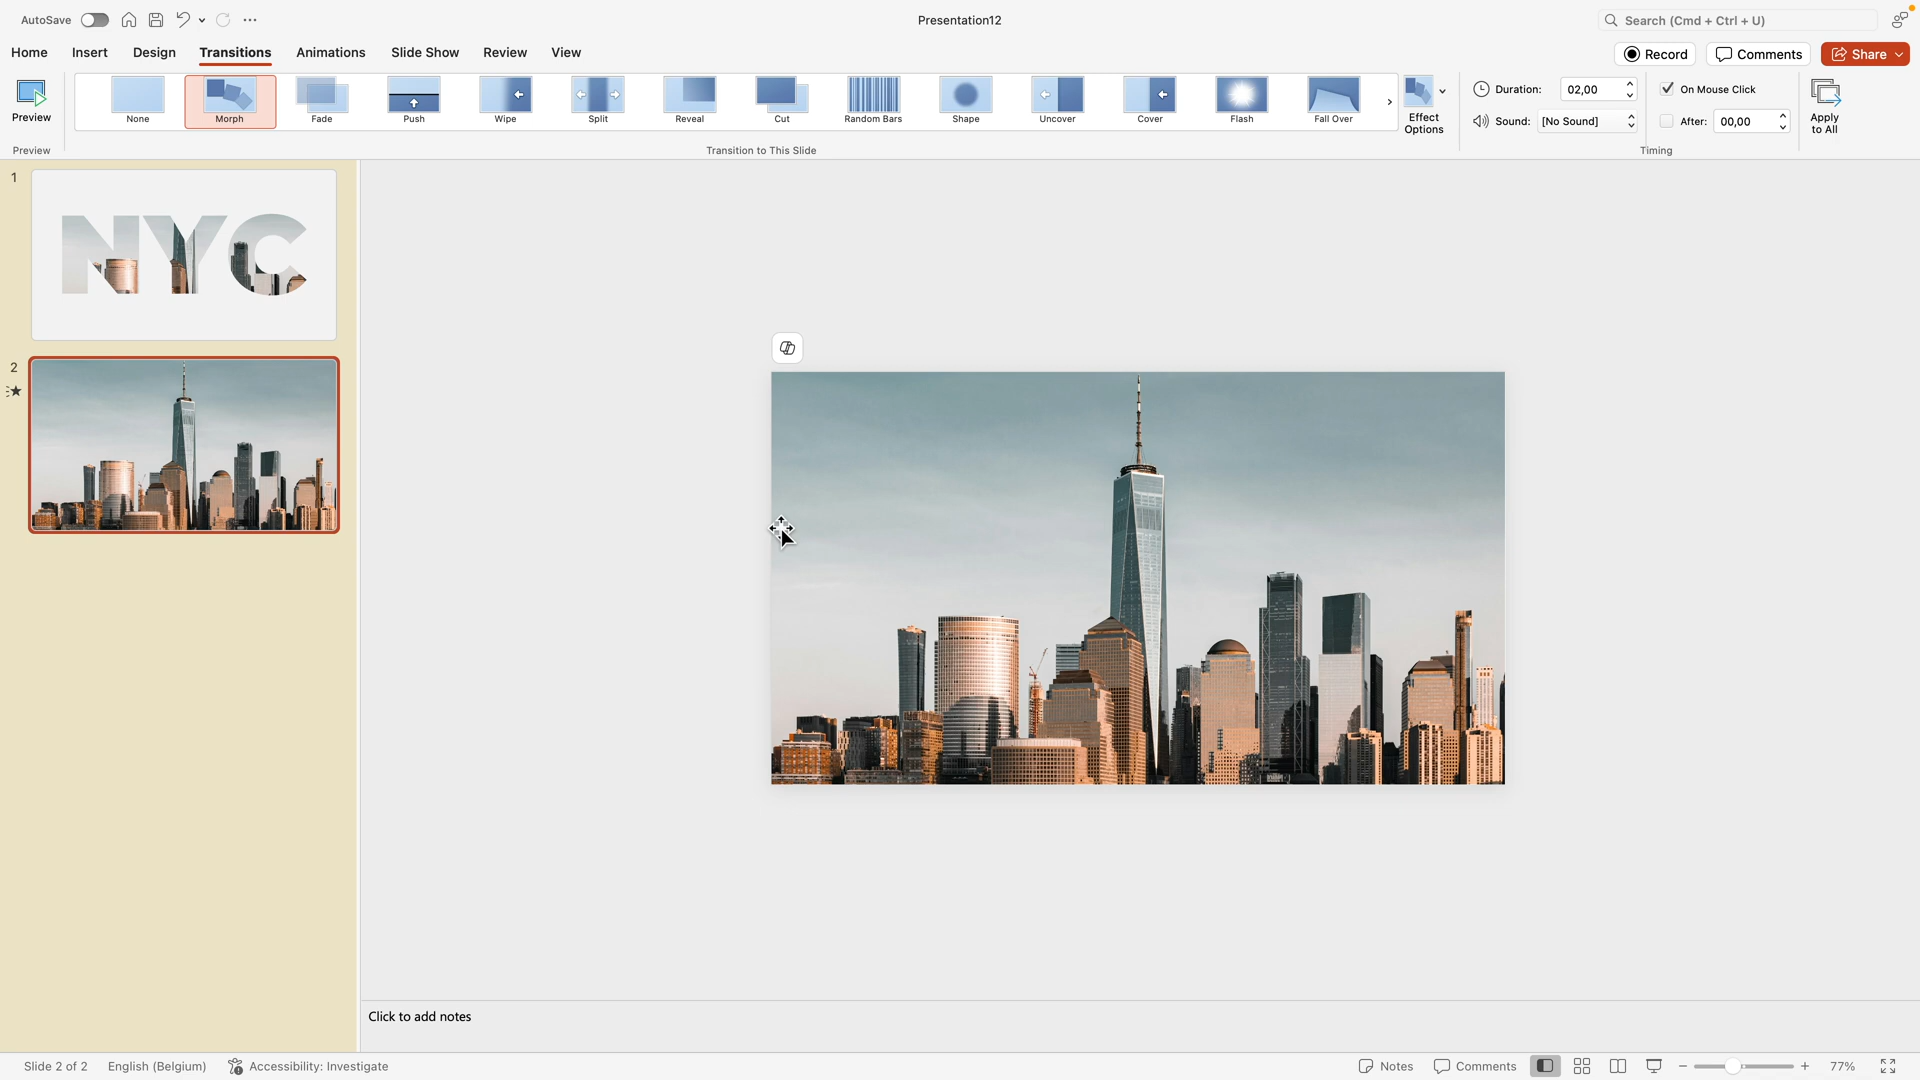 AutoSave
Presentation12
Search (Cmd + Ctrl + U)
Home Insert Design Transitions Animations Slide Show Review View
Record Comments Share
Preview
None Morph Fade Push Wipe Split Reveal Cut Random Bars Shape Uncover Cover Flash Fall Over
Effect Options
Duration: 02,00
Sound: [No Sound]
On Mouse Click
After: 00,00
Apply to All
Preview
Transition to This Slide
Timing
1
NYC
2
Click to add notes
Slide 2 of 2 English (Belgium) Accessibility: Investigate
Notes Comments 77%